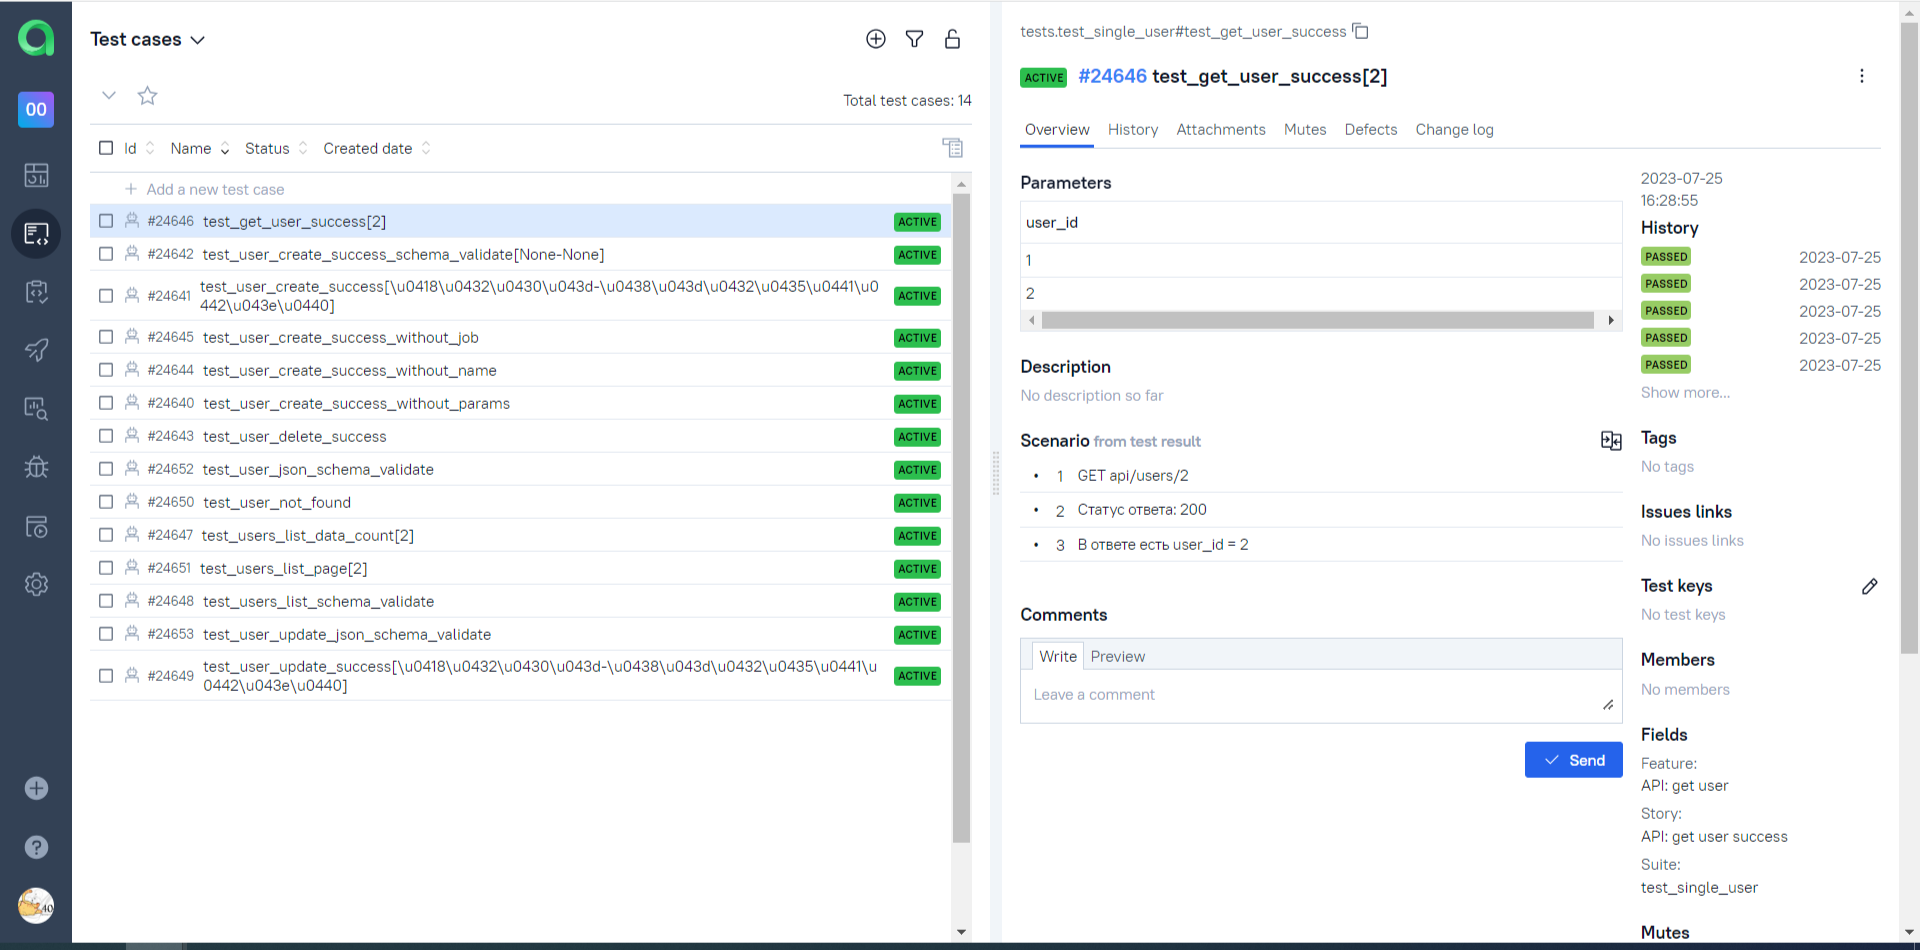 Test cases
00
Total test cases: 14
Id Name Status Created date
Add a new test case
#24646 test_get_user_success[2] ACTIVE
#24642 test_user_create_success_schema_validate[None-None] ACTIVE
#24641 test_user_create_success[\u0418\u0432\u0430\u043d-\u0438\u043d\u0432\u0435\u0441\u0
442\u043e\u0440] ACTIVE
#24645 test_user_create_success_without_job ACTIVE
#24644 test_user_create_success_without_name ACTIVE
#24640 test_user_create_success_without_params ACTIVE
#24643 test_user_delete_success ACTIVE
#24652 test_user_json_schema_validate ACTIVE
#24650 test_user_not_found ACTIVE
#24647 test_users_list_data_count[2] ACTIVE
#24651 test_users_list_page[2] ACTIVE
#24648 test_users_list_schema_validate ACTIVE
#24653 test_user_update_json_schema_validate ACTIVE
#24649 test_user_update_success[\u0418\u0432\u0430\u043d-\u0438\u043d\u0432\u0435\u0441\u
0442\u043e\u0440] ACTIVE
tests.test_single_user#test_get_user_success
ACTIVE #24646 test_get_user_success[2]
Overview History Attachments Mutes Defects Change log
Parameters
user_id
1
2
Description
No description so far
Scenario from test result
• 1 GET api/users/2
• 2 Статус ответа: 200
• 3 В ответе есть user_id = 2
Comments
Write Preview
Leave a comment
Send
2023-07-25
16:28:55
History
PASSED 2023-07-25
PASSED 2023-07-25
PASSED 2023-07-25
PASSED 2023-07-25
PASSED 2023-07-25
Show more...
Tags
No tags
Issues links
No issues links
Test keys
No test keys
Members
No members
Fields
Feature:
API: get user
Story:
API: get user success
Suite:
test_single_user
Mutes